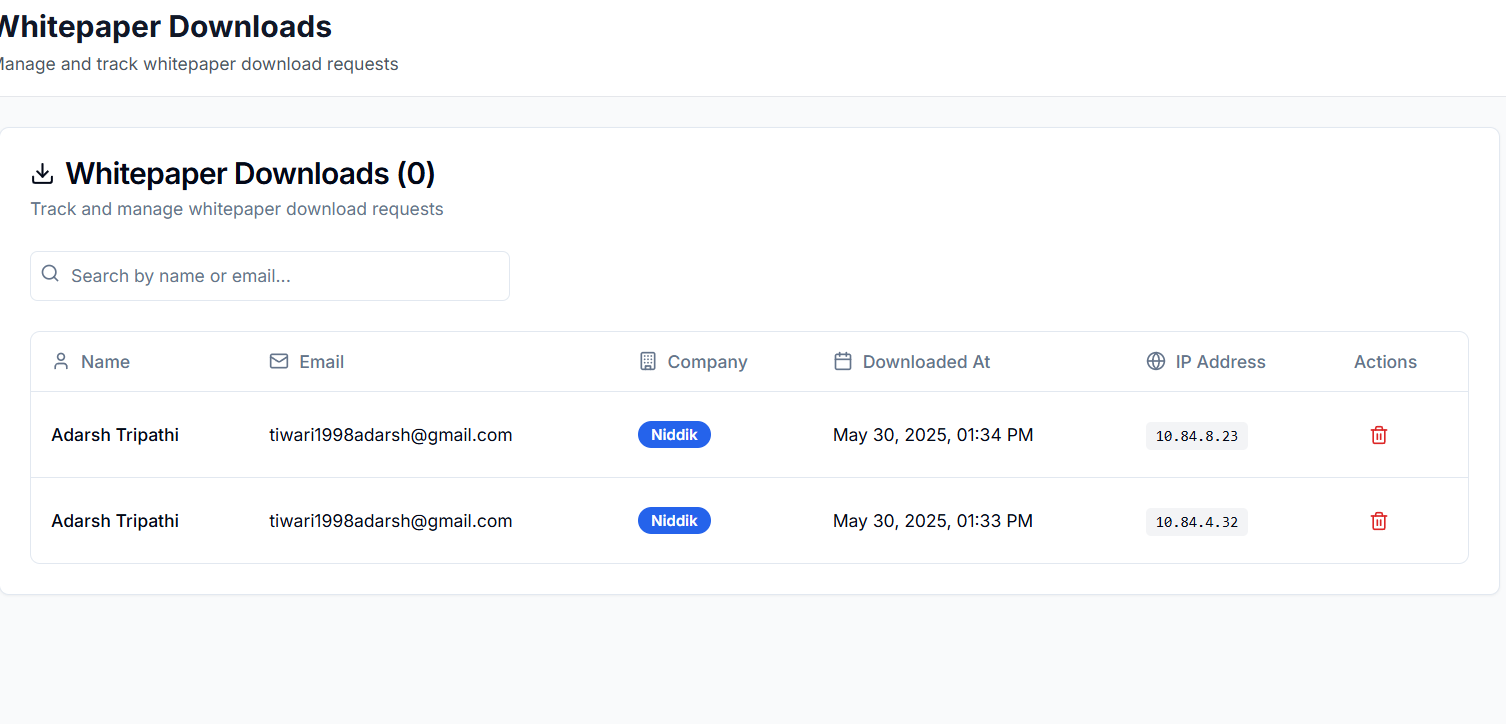 Whitepaper Downloads
Manage and track whitepaper download requests
Whitepaper Downloads (0)
Track and manage whitepaper download requests
Search by name or email...
Name Email Company Downloaded At IP Address Actions
Adarsh Tripathi tiwari1998adarsh@gmail.com Niddik May 30, 2025, 01:34 PM 10.84.8.23
Adarsh Tripathi tiwari1998adarsh@gmail.com Niddik May 30, 2025, 01:33 PM 10.84.4.32